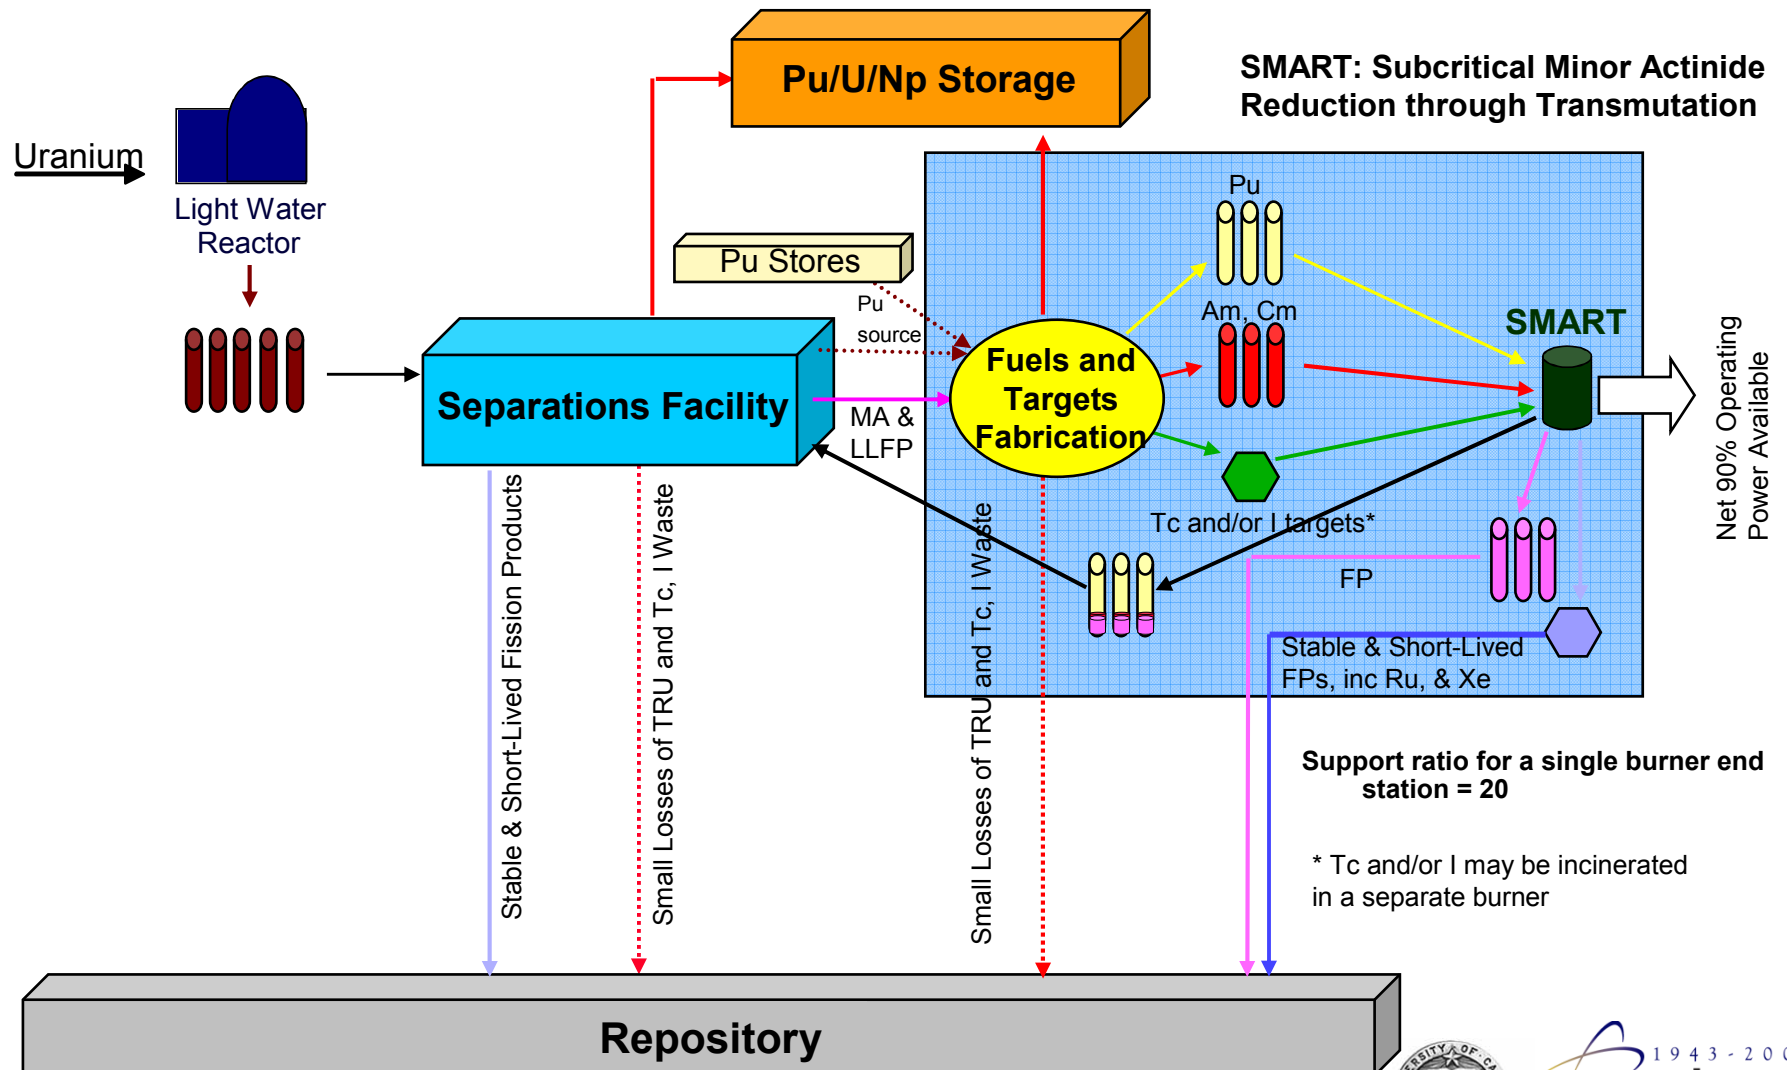 Pu/U/Np Storage
SMART: Subcritical Minor Actinide
Reduction through Transmutation
Uranium
Light Water
Reactor
Pu Stores
Pu
source
Pu
Am, Cm
SMART
Fuels and
Targets
Fabrication
Separations Facility
MA &
LLFP
Tc and/or I targets*
FP
Stable & Short-Lived
FPs, inc Ru, & Xe
Net 90% Operating
Power Available
Stable & Short-Lived Fission Products
Small Losses of TRU and Tc, I Waste
Small Losses of TRU and Tc, I Waste
Support ratio for a single burner end
station = 20
* Tc and/or I may be incinerated
in a separate burner
Repository